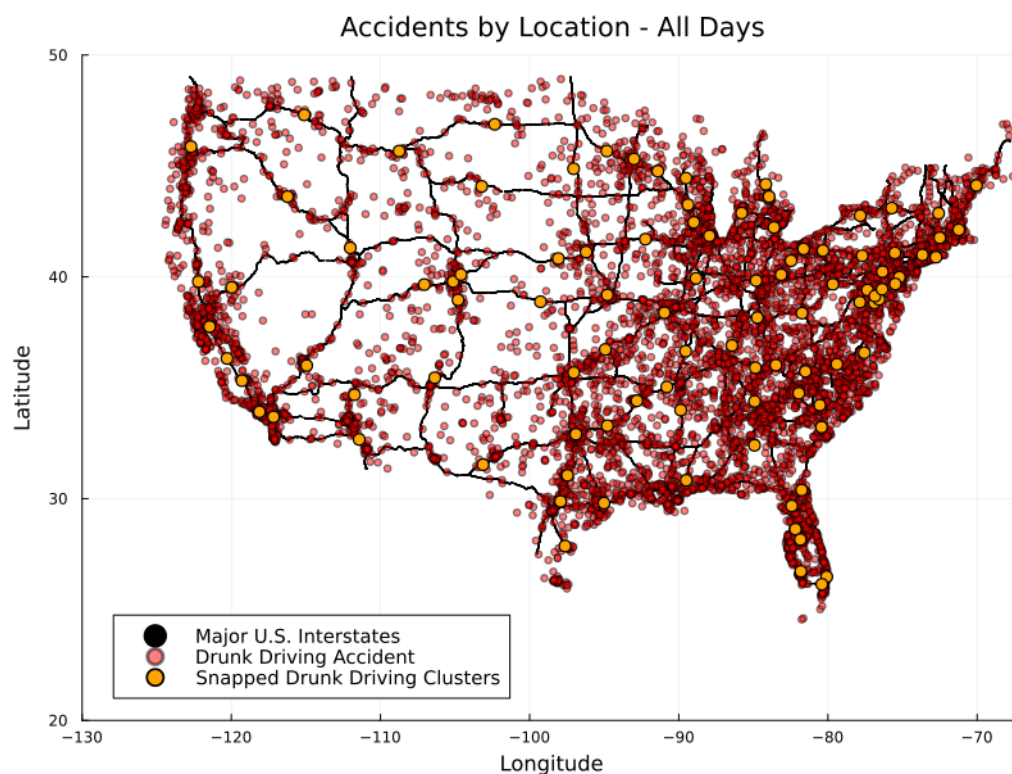 Accidents by Location - All Days
50
40
30
20
Latitude
−130
−120
−110
−100
−90
−80
−70
Longitude
Major U.S. Interstates
Drunk Driving Accident
Snapped Drunk Driving Clusters